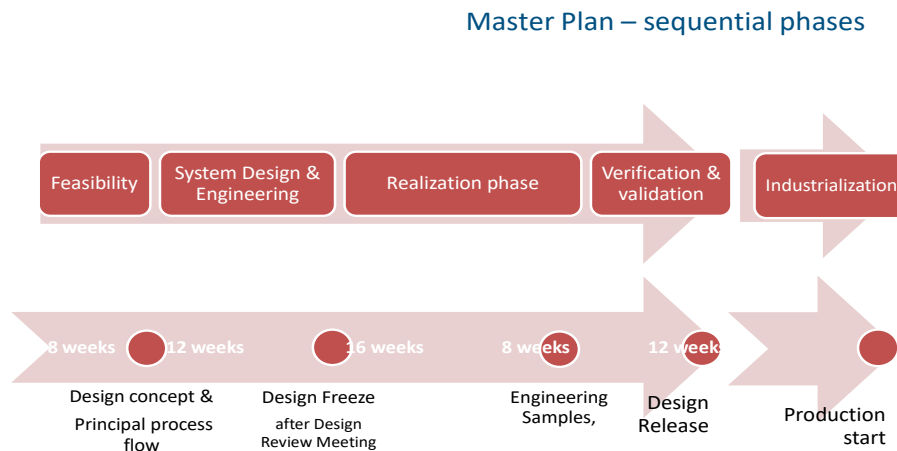 Master Plan – sequential phases
Feasibility
System Design &
Engineering
Realization phase
Verification &
validation
Industrialization
8 weeks
12 weeks
16 weeks
8 weeks
12 weeks
Design concept &
Principal process
flow
Design Freeze
after Design
Review Meeting
Engineering
Samples,
Design
Release
Production
start